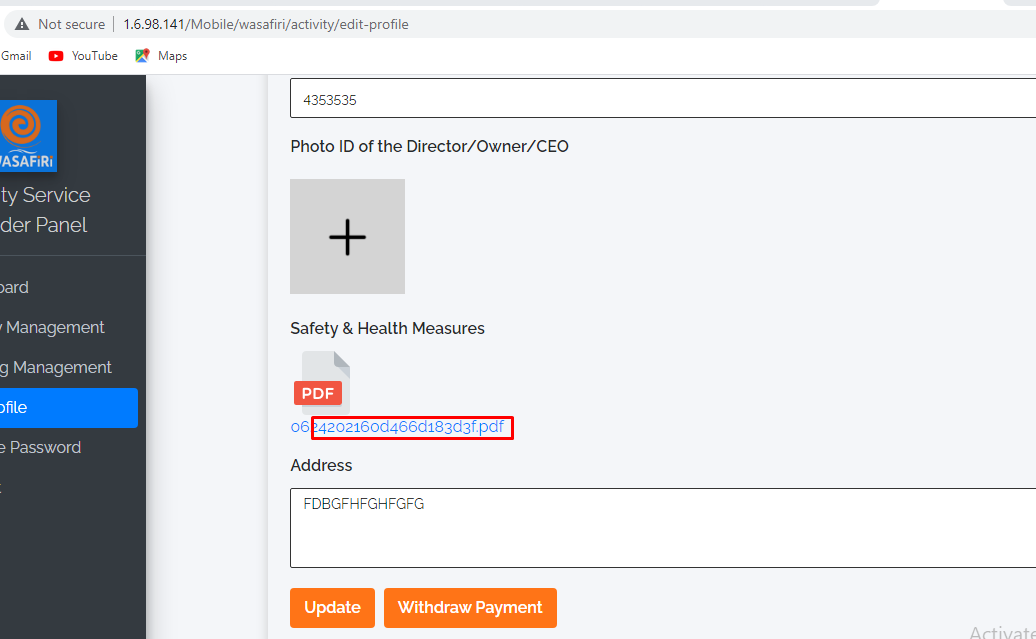 Not secure 1.6.98.141/Mobile/wasafiri/activity/edit-profile
Gmail YouTube Maps
4353535
Photo ID of the Director/Owner/CEO
WASAFiRi
ty Service
der Panel
oard
y Management
g Management
ofile
e Password
Safety & Health Measures
PDF
0624202160d466d183d3f.pdf
Address
FDBGFHFGHFGFG
Update Withdraw Payment
Activate